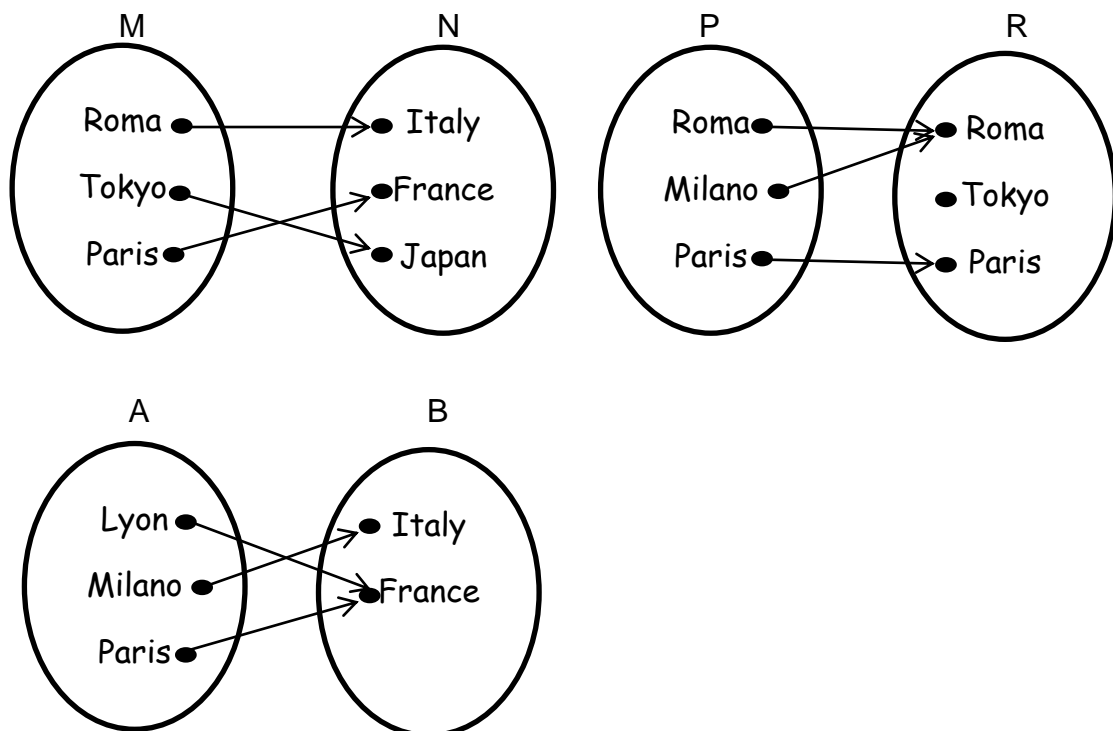 M N P R
Roma Italy Roma Roma
Tokyo France Milano Tokyo
Paris Japan Paris Paris
A B
Lyon Italy
Milano France
Paris